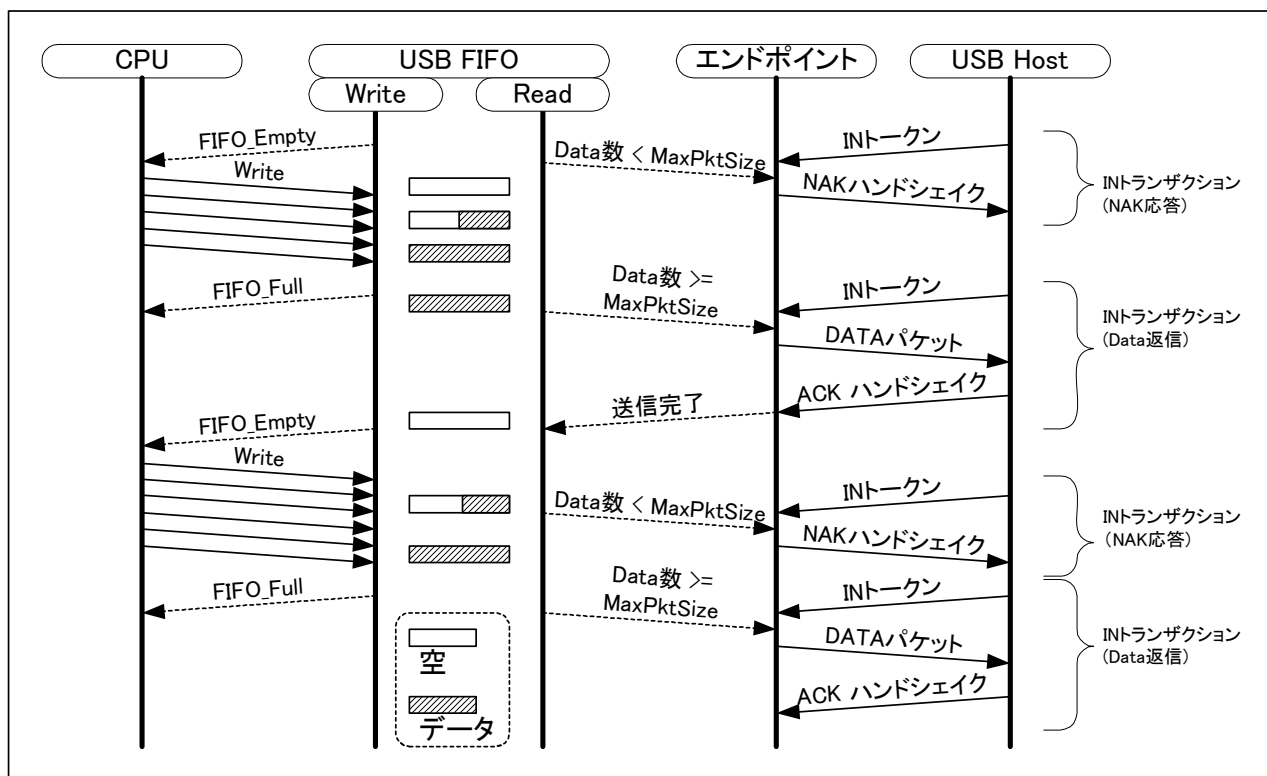 CPU
USB FIFO
エンドポイント
USB Host
Write
Read
FIFO_Empty
Data数 < MaxPktSize
INトークン
Write
NAKハンドシェイク
INトランザクション
(NAK応答)
FIFO_Full
Data数 >=
MaxPktSize
INトークン
DATAパケット
INトランザクション
(Data返信)
ACK ハンドシェイク
送信完了
FIFO_Empty
Write
Data数 < MaxPktSize
INトークン
NAKハンドシェイク
INトランザクション
(NAK応答)
FIFO_Full
Data数 >=
MaxPktSize
INトークン
DATAパケット
INトランザクション
(Data返信)
ACK ハンドシェイク
空
データ